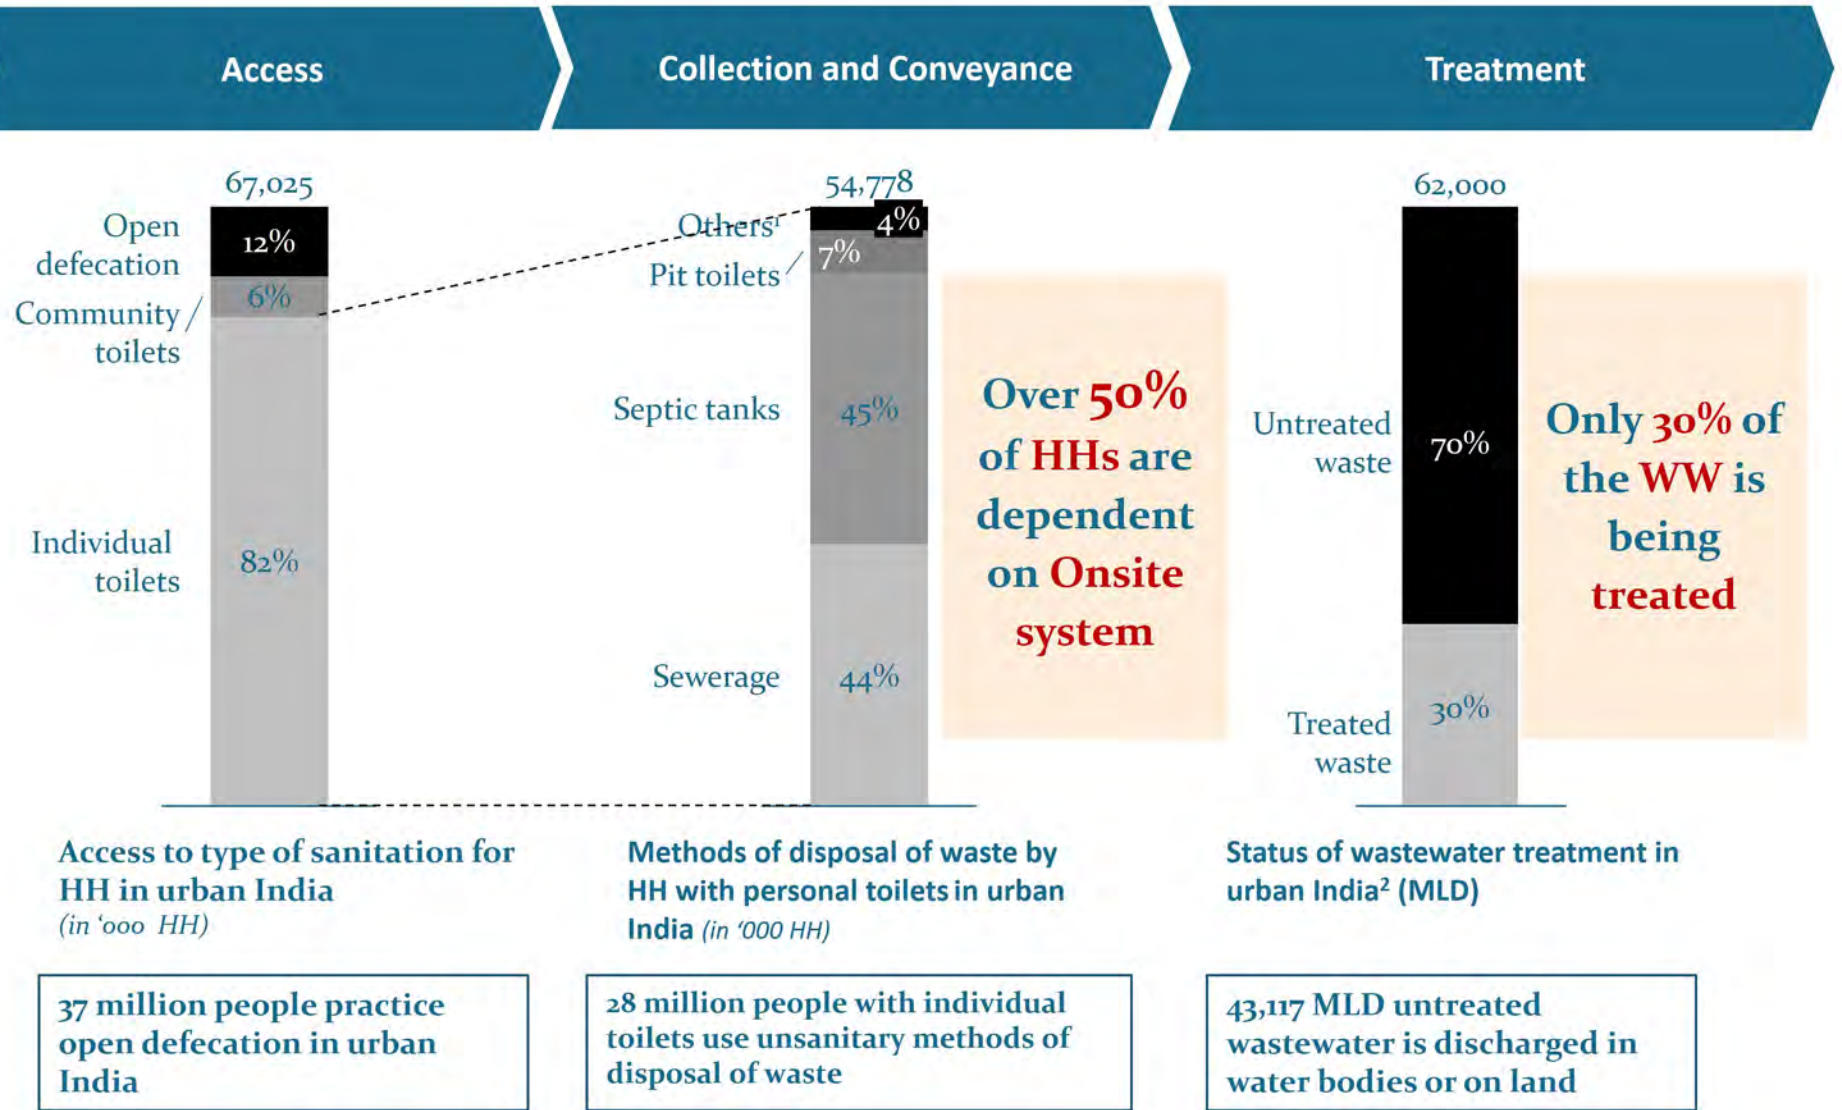 Access
Collection and Conveyance
Treatment
67,025
Open
defecation
12%
6%
Community
toilets
Individual
toilets
82%
54,778
Others¹
4%
7%
Pit toilets
Septic tanks
45%
Sewerage
44%
Over 50%
of HHs are
dependent
on Onsite
system
62,000
Untreated
waste
70%
Treated
waste
30%
Only 30% of
the WW is
being
treated
Access to type of sanitation for
HH in urban India
(in ‘000 HH)
Methods of disposal of waste by
HH with personal toilets in urban
India (in ‘000 HH)
Status of wastewater treatment in
urban India² (MLD)
37 million people practice
open defecation in urban
India
28 million people with individual
toilets use unsanitary methods of
disposal of waste
43,117 MLD untreated
wastewater is discharged in
water bodies or on land